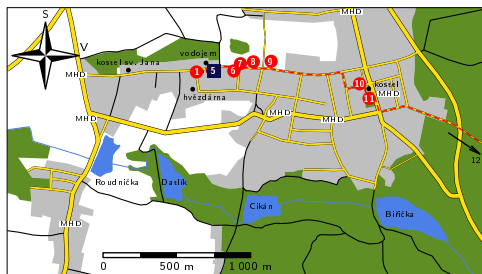 S
MHD
V
vodojem
kostel sv. Jana
7 8 9
1 5 6
MHD
10
kostel
hvězdárna
MHD
11
MHD
MHD
MHD
12
Roudnička
Datlík
Cikán
Biřička
MHD
0 500 m 1 000 m